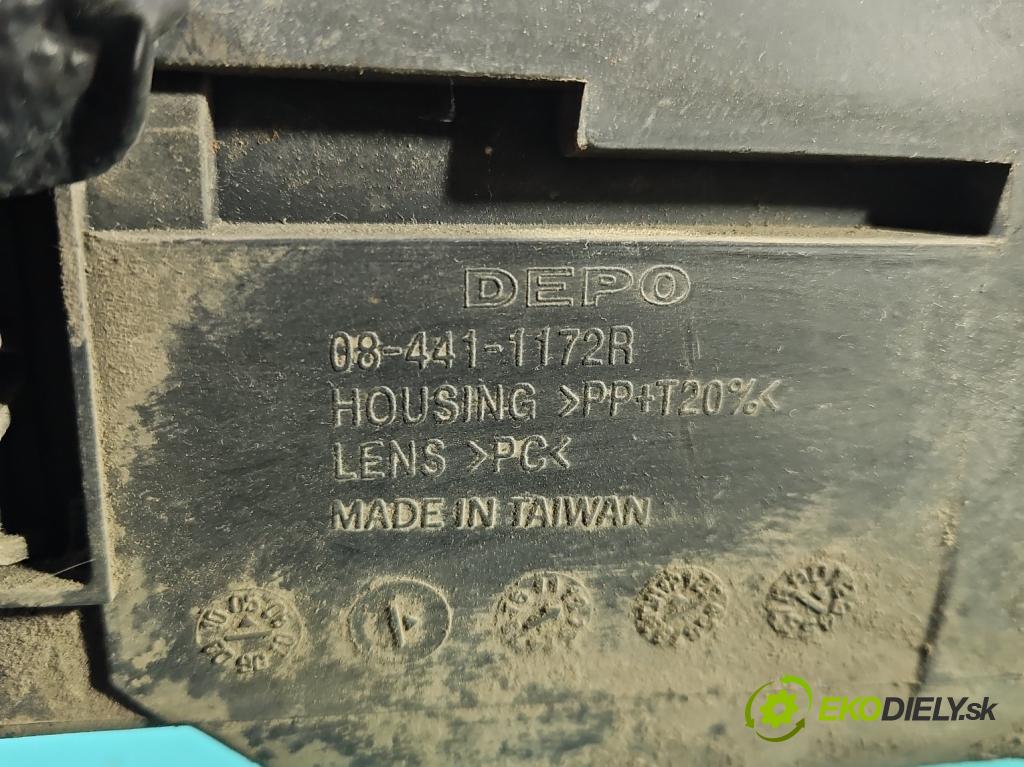 DEPO
08-441-1172R
HOUSING >PP+T20%<
LENS >PC<
MADE IN TAIWAN
EKODIELY.sk